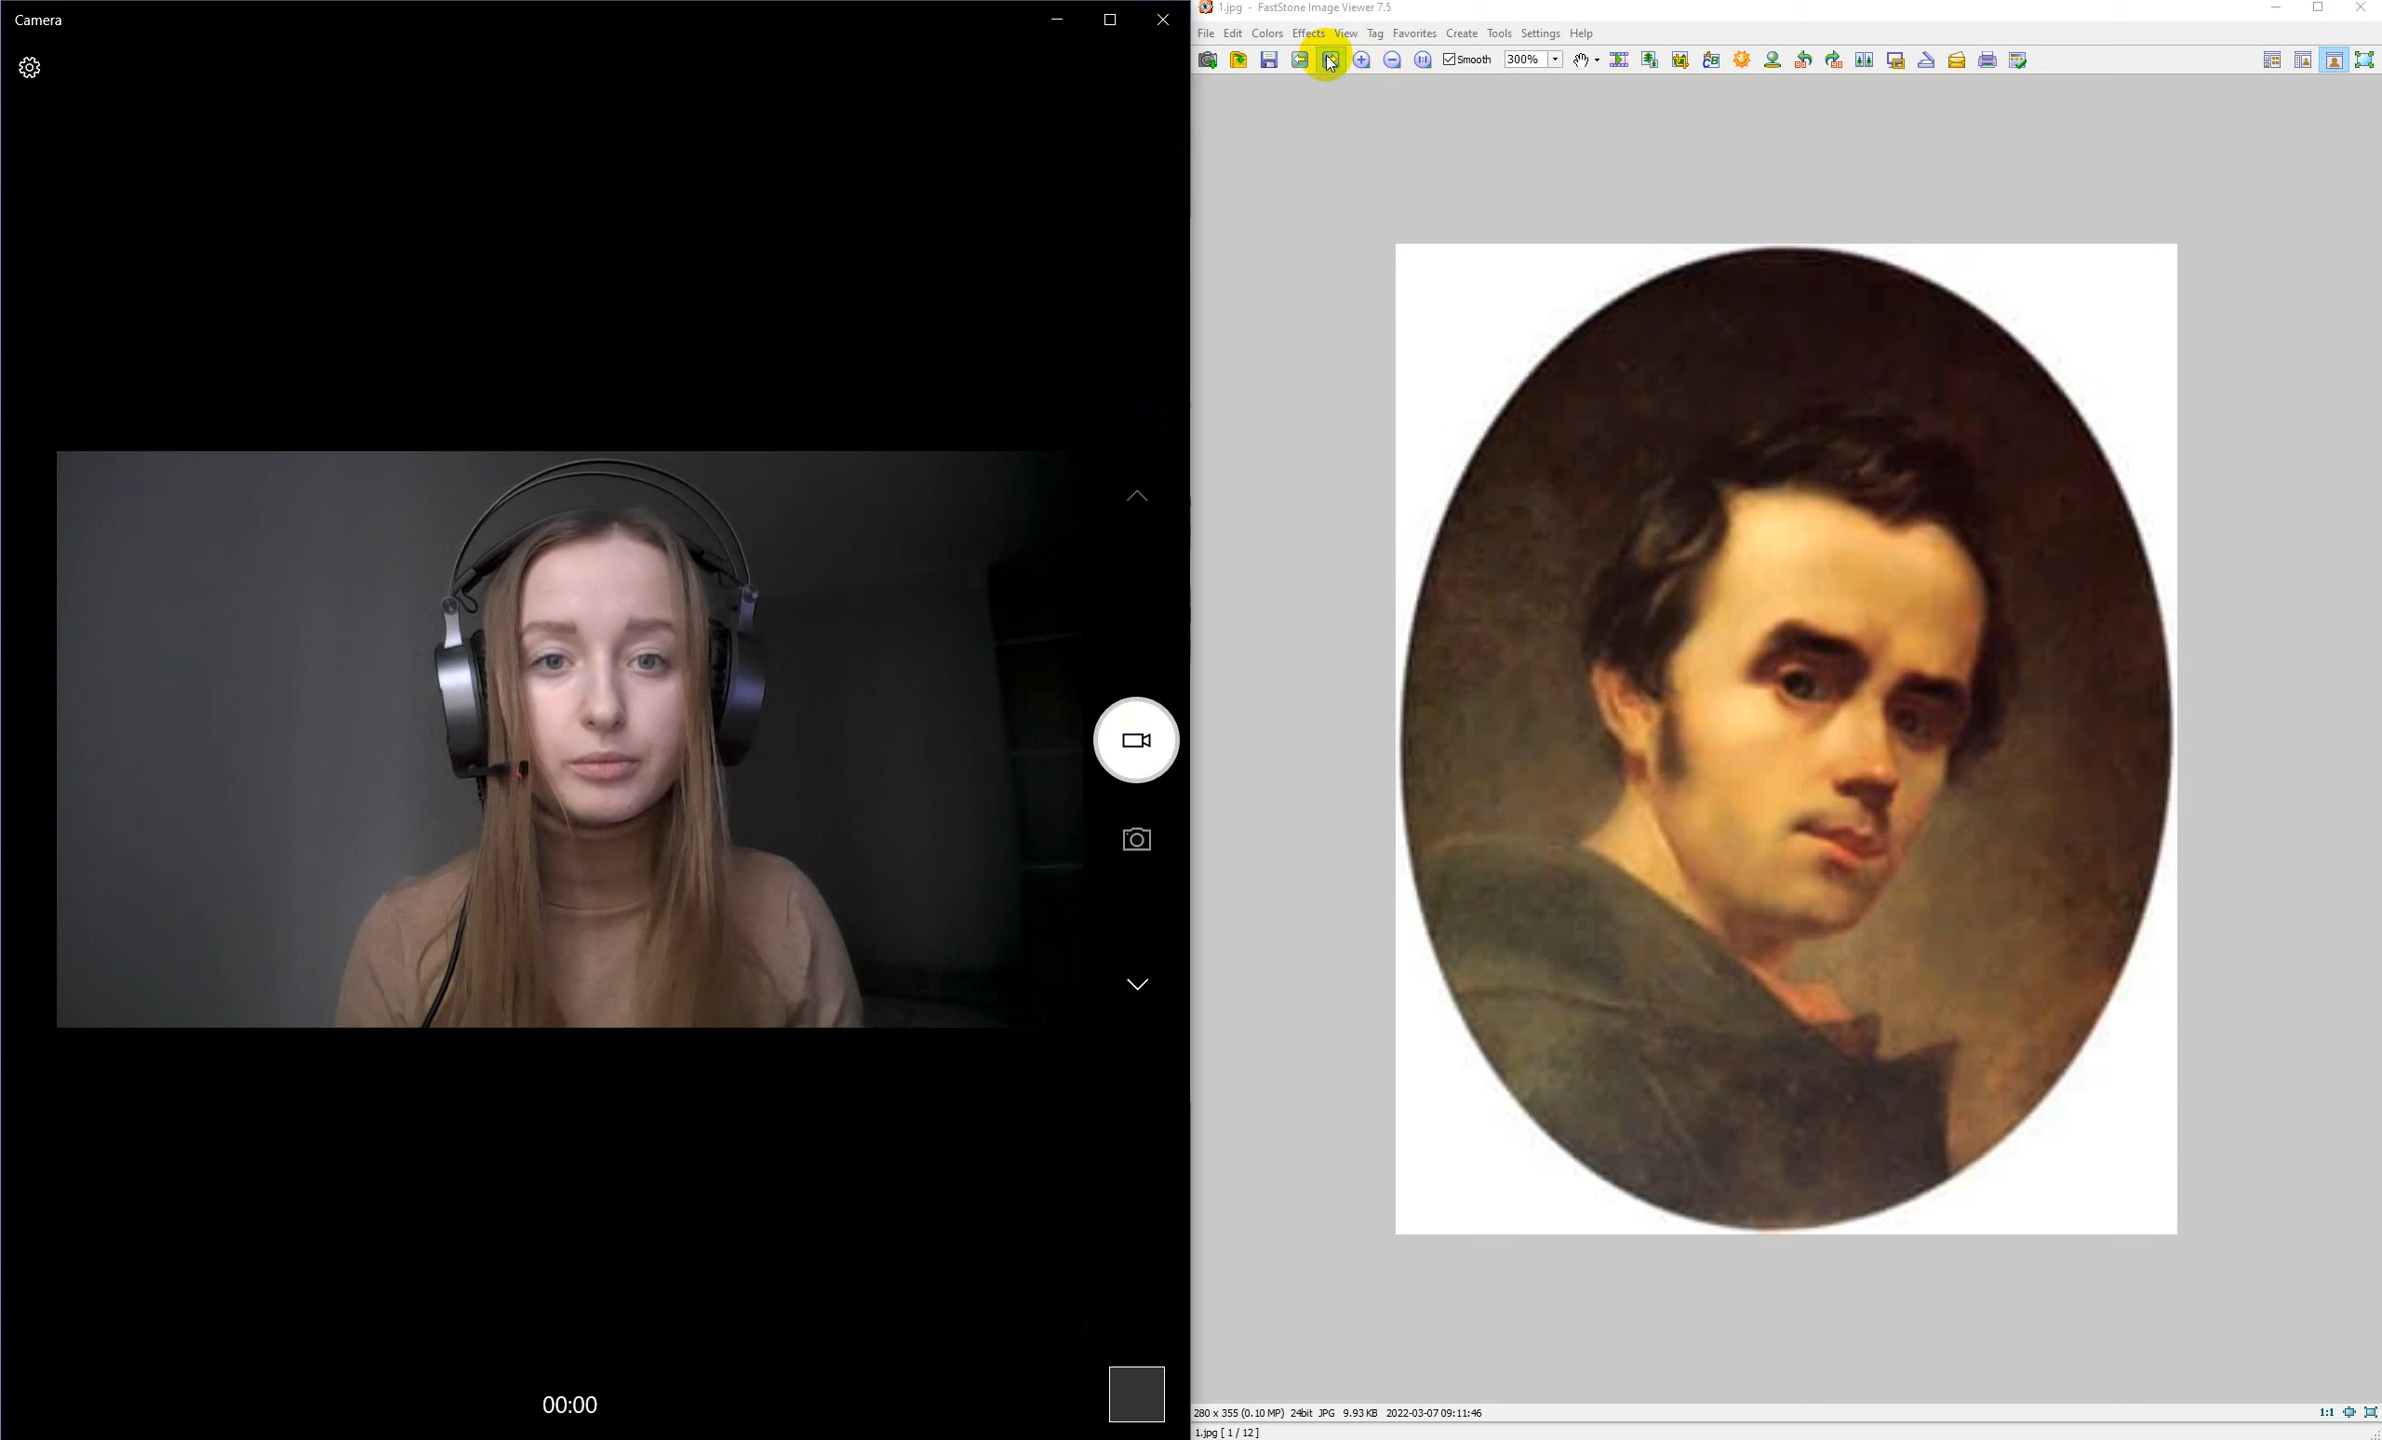 Camera
00:00
1.jpg - FastStone Image Viewer 7.5
File Edit Colors Effects View Tag Favorites Create Tools Settings Help
Smooth 300%
280 x 355 (0.10 MP) 24bit JPG 9.93 KB 2022-03-07 09:11:46
1:1
1.jpg [ 1 / 12 ]